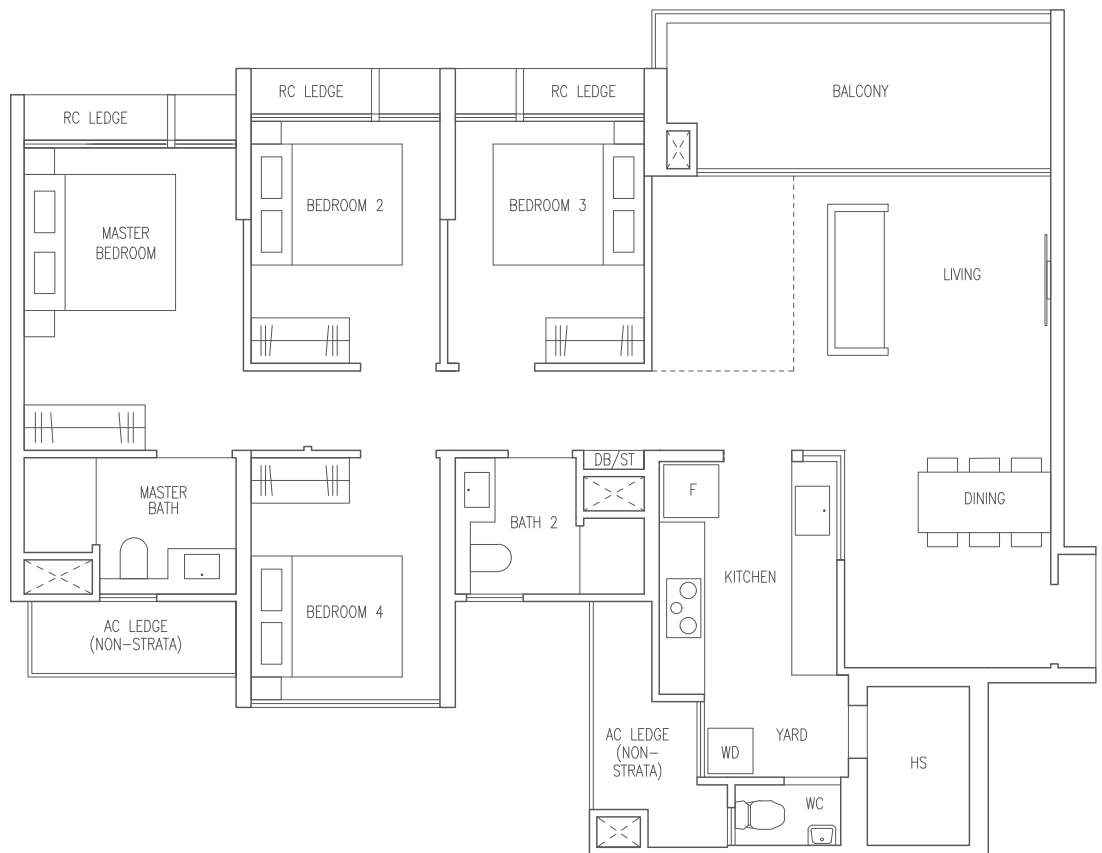 RC LEDGE
RC LEDGE
RC LEDGE
BALCONY
MASTER
BEDROOM
BEDROOM 2
BEDROOM 3
LIVING
DB/ST
F
MASTER
BATH
BATH 2
DINING
KITCHEN
BEDROOM 4
AC LEDGE
(NON-STRATA)
AC LEDGE
(NON-
STRATA)
WD
YARD
HS
WC